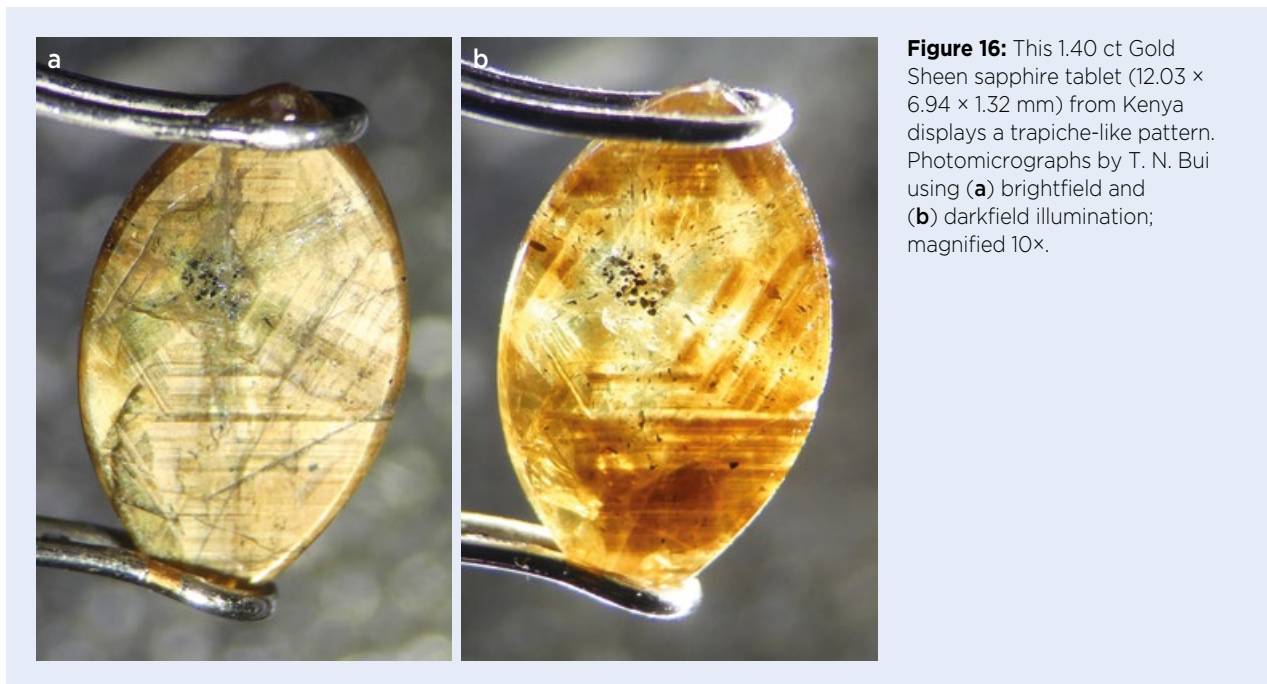 a
b
Figure 16: This 1.40 ct Gold
Sheen sapphire tablet (12.03 ×
6.94 × 1.32 mm) from Kenya
displays a trapiche-like pattern.
Photomicrographs by T. N. Bui
using (a) brightfield and
(b) darkfield illumination;
magnified 10×.